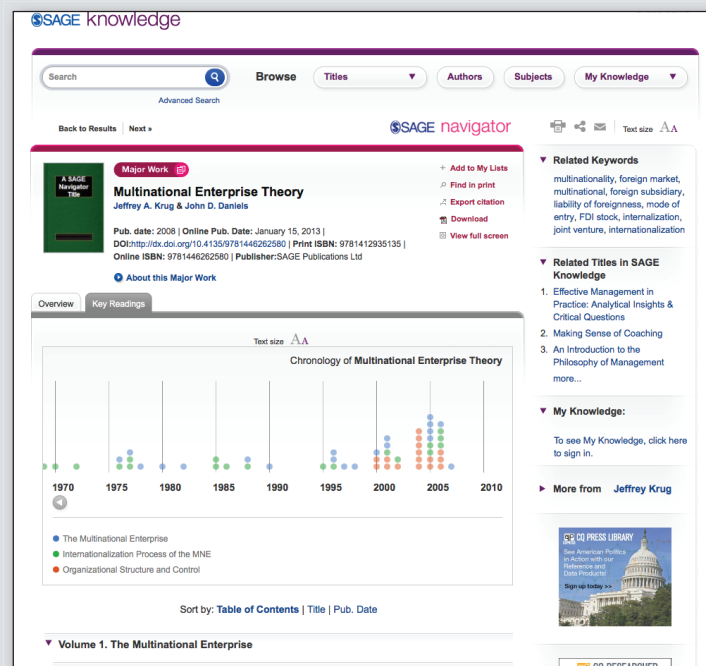 SSAGE knowledge
Search
Browse
Titles
Authors
Subjects
My Knowledge
Advanced Search
Back to Results | Next »
SSAGE navigator
Text size AA
A SAGE
Navigator
Title
Major Work
Multinational Enterprise Theory
Jeffrey A. Krug & John D. Daniels
Pub. date: 2008 | Online Pub. Date: January 15, 2013 |
DOI:http://dx.doi.org/10.4135/9781446262580 | Print ISBN: 9781412935135 |
Online ISBN: 9781446262580 | Publisher:SAGE Publications Ltd
About this Major Work
+ Add to My Lists
Find in print
Export citation
Download
View full screen
Overview
Key Readings
Text size AA
Chronology of Multinational Enterprise Theory
1970 1975 1980 1985 1990 1995 2000 2005 2010
The Multinational Enterprise
Internationalization Process of the MNE
Organizational Structure and Control
Sort by: Table of Contents | Title | Pub. Date
Volume 1. The Multinational Enterprise
Related Keywords
multinationality, foreign market,
multinational, foreign subsidiary,
liability of foreignness, mode of
entry, FDI stock, internalization,
joint venture, internationalization
Related Titles in SAGE
Knowledge
1. Effective Management in
Practice: Analytical Insights &
Critical Questions
2. Making Sense of Coaching
3. An Introduction to the
Philosophy of Management
more...
My Knowledge:
To see My Knowledge, click here
to sign in.
More from Jeffrey Krug
CQ PRESS LIBRARY
See American Politics
in Action with our
Reference and
Data Products!
Sign up today >>
CQ RESEARCHER